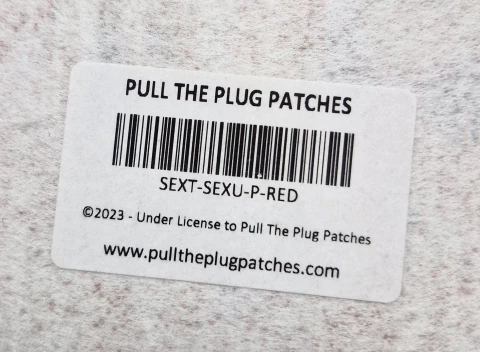 PULL THE PLUG PATCHES
SEXT-SEXU-P-RED
©2023 - Under License to Pull The Plug Patches
www.pulltheplugpatches.com